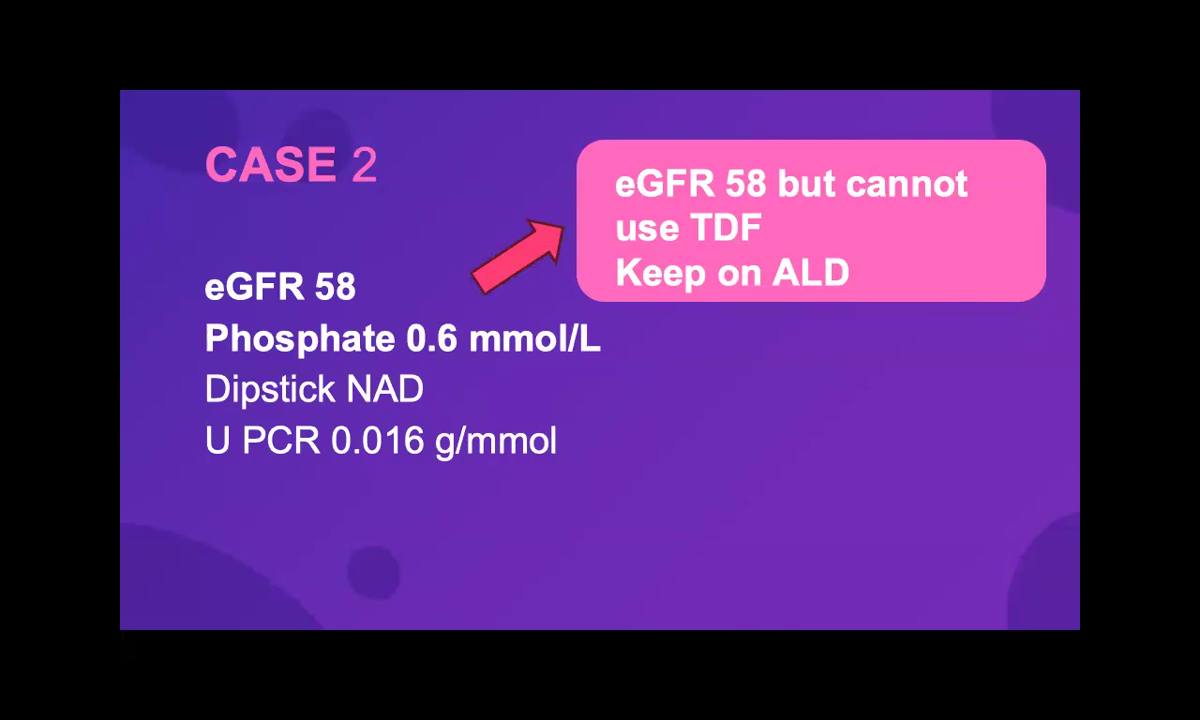 CASE 2
eGFR 58 but cannot
use TDF
Keep on ALD
eGFR 58
Phosphate 0.6 mmol/L
Dipstick NAD
U PCR 0.016 g/mmol